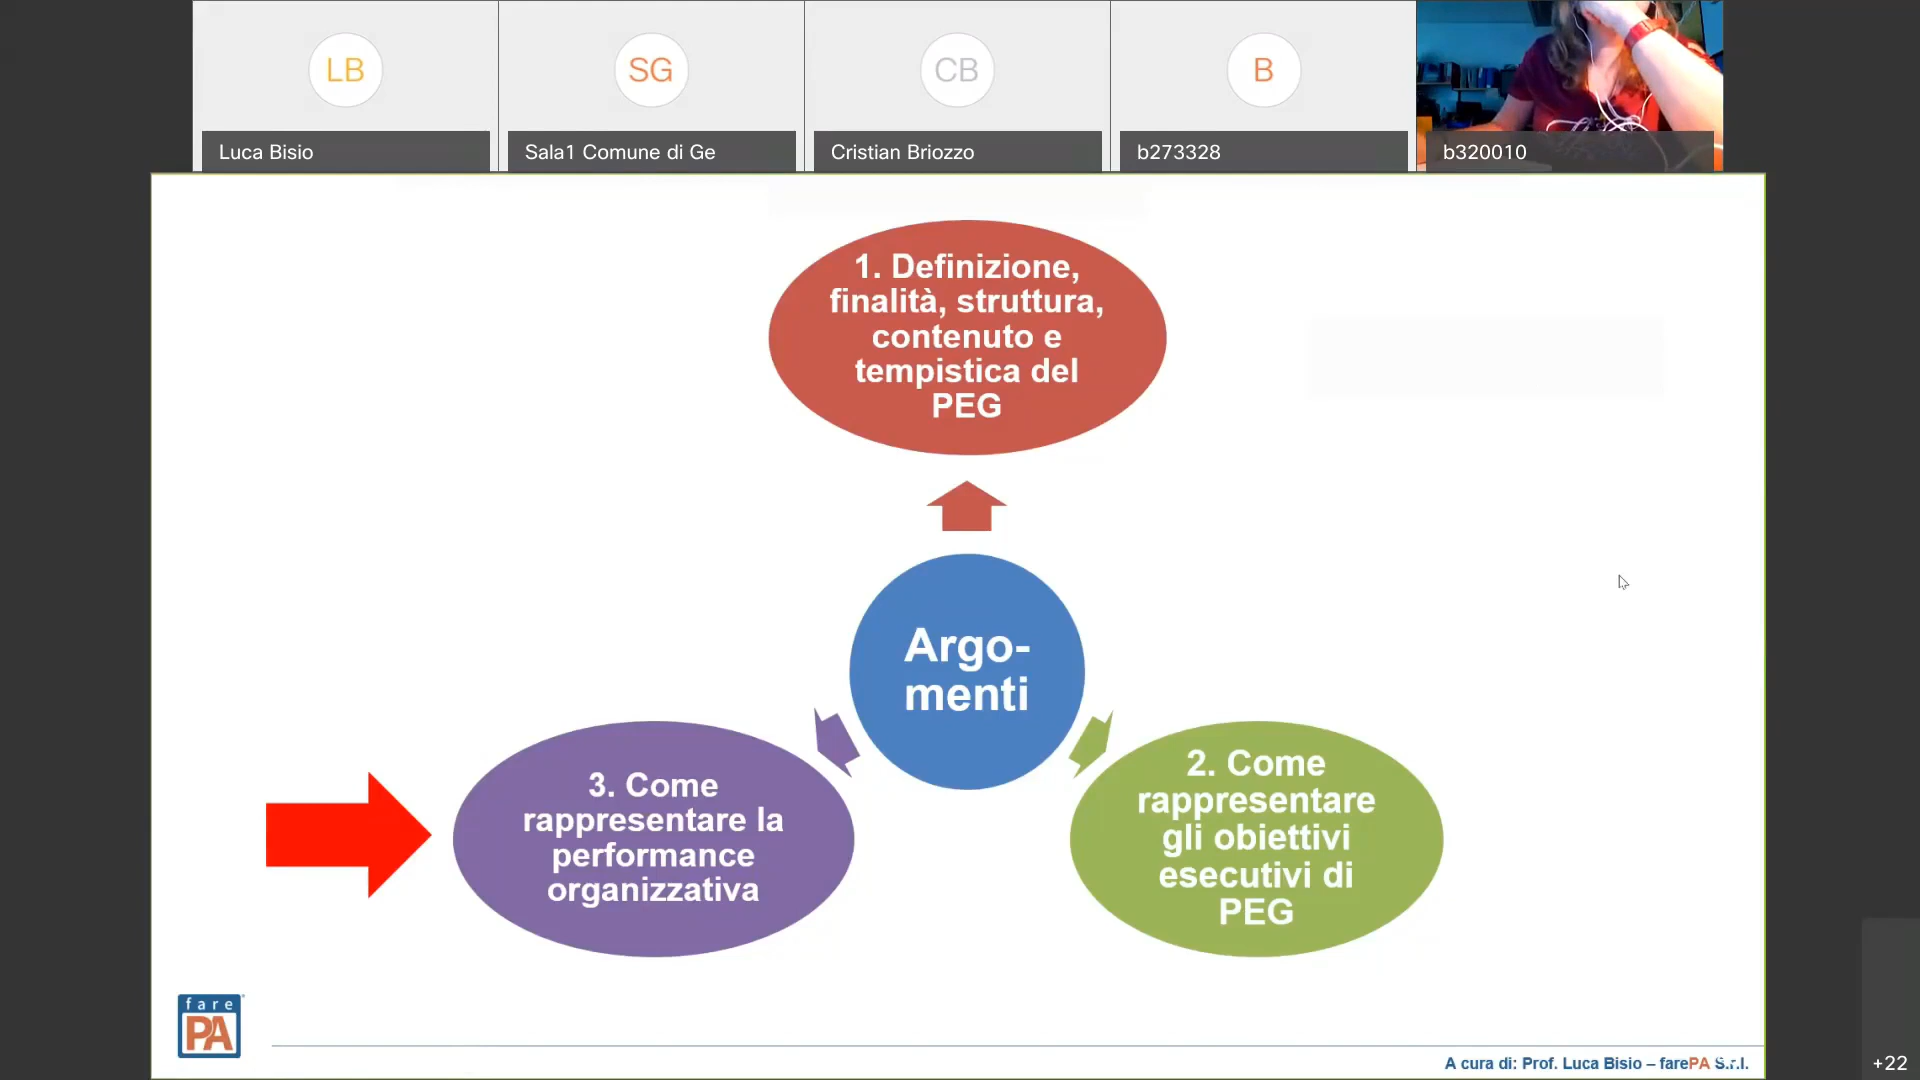 LB
SG
CB
B
Luca Bisio
Sala1 Comune di Ge
Cristian Briozzo
b273328
b320010
1. Definizione,
finalità, struttura,
contenuto e
tempistica del
PEG
Argo-
menti
3. Come
rappresentare la
performance
organizzativa
2. Come
rappresentare
gli obiettivi
esecutivi di
PEG
fare
PA
A cura di: Prof. Luca Bisio – farePA S.r.l.
+22